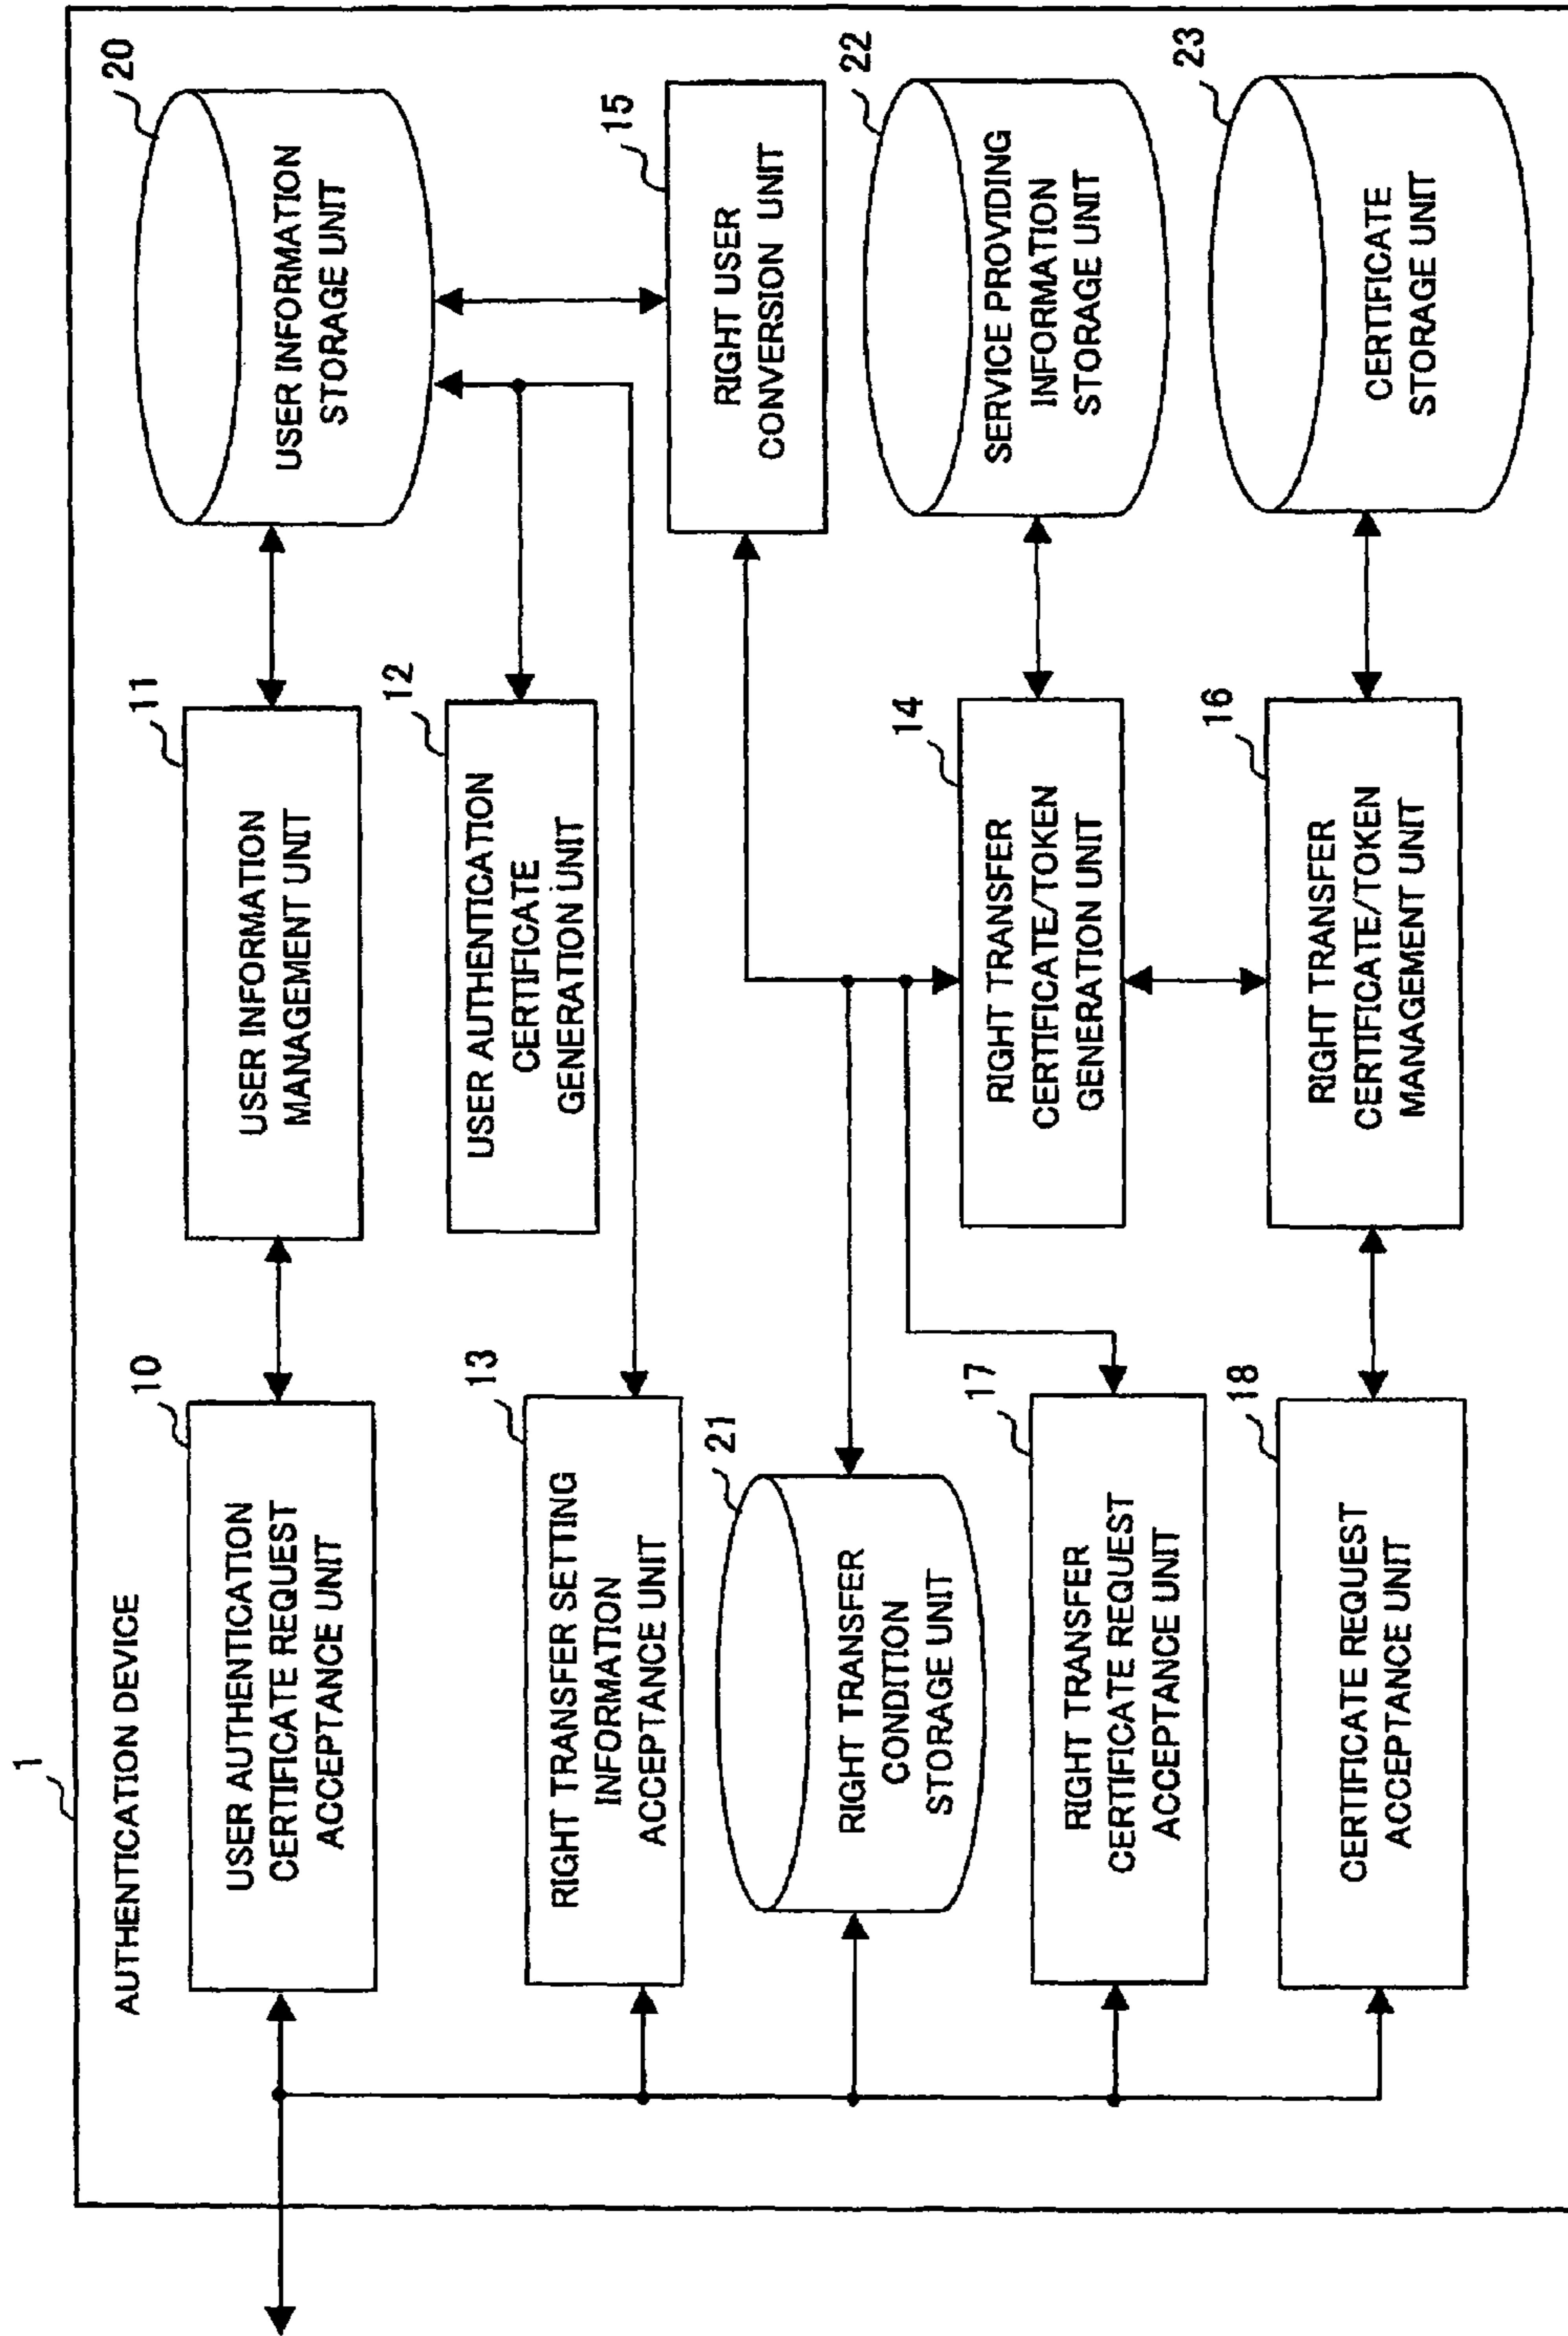 1
AUTHENTICATION DEVICE
10
USER AUTHENTICATION
CERTIFICATE REQUEST
ACCEPTANCE UNIT
11
USER INFORMATION
MANAGEMENT UNIT
20
USER INFORMATION
STORAGE UNIT
12
USER AUTHENTICATION
CERTIFICATE
GENERATION UNIT
13
RIGHT TRANSFER SETTING
INFORMATION
ACCEPTANCE UNIT
15
RIGHT USER
CONVERSION UNIT
21
RIGHT TRANSFER
CONDITION
STORAGE UNIT
14
RIGHT TRANSFER
CERTIFICATE/TOKEN
GENERATION UNIT
22
SERVICE PROVIDING
INFORMATION
STORAGE UNIT
17
RIGHT TRANSFER
CERTIFICATE REQUEST
ACCEPTANCE UNIT
16
RIGHT TRANSFER
CERTIFICATE/TOKEN
MANAGEMENT UNIT
23
CERTIFICATE
STORAGE UNIT
18
CERTIFICATE REQUEST
ACCEPTANCE UNIT